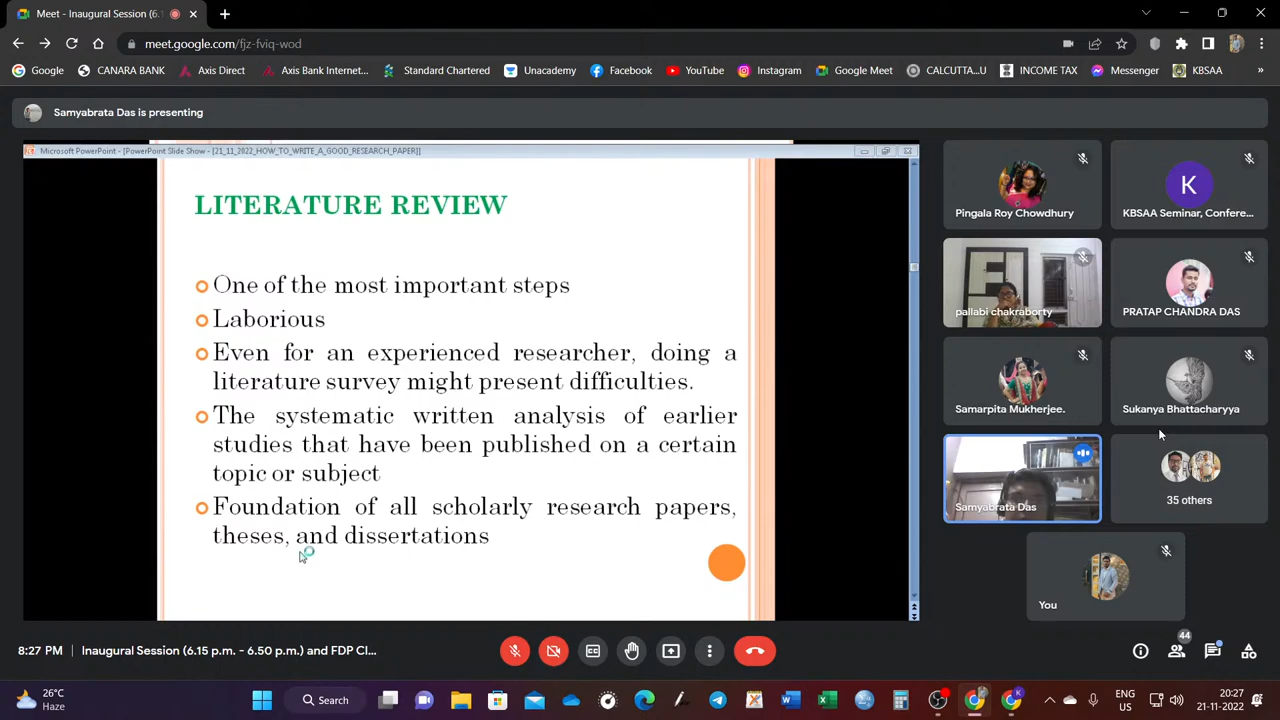 Meet - Inaugural Session (6.1
meet.google.com/fjz-fviq-wod
Google
CANARA BANK
Axis Direct
Axis Bank Internet...
Standard Chartered
Unacademy
Facebook
YouTube
Instagram
Google Meet
CALCUTTA...U
INCOME TAX
Messenger
KBSAA
Samyabrata Das is presenting
Microsoft PowerPoint - [PowerPoint Slide Show - [21_11_2022_HOW_TO_WRITE_A_GOOD_RESEARCH_PAPER]]
LITERATURE REVIEW
One of the most important steps
Laborious
Even for an experienced researcher, doing a
literature survey might present difficulties.
The systematic written analysis of earlier
studies that have been published on a certain
topic or subject
Foundation of all scholarly research papers,
theses, and dissertations
Pingala Roy Chowdhury
K
KBSAA Seminar, Confere...
pallabi chakraborty
PRATAP CHANDRA DAS
Samarpita Mukherjee.
Sukanya Bhattacharyya
Samyabrata Das
35 others
You
8:27 PM
Inaugural Session (6.15 p.m. - 6.50 p.m.) and FDP Cl...
44
26°C
Haze
Search
ENG
US
20:27
21-11-2022